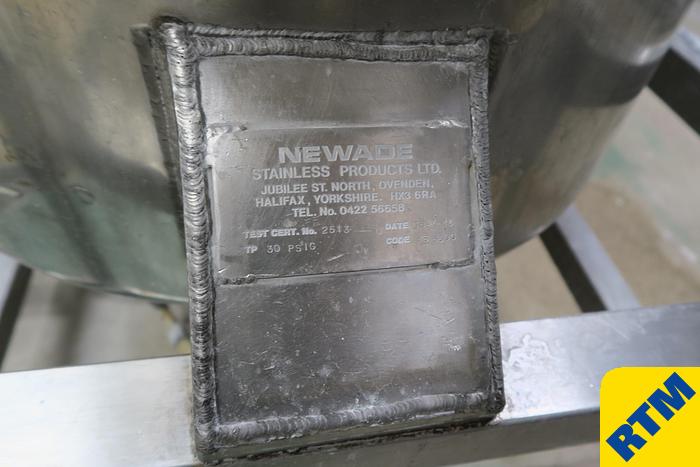 NEWADE
STAINLESS PRODUCTS LTD.
JUBILEE ST. NORTH, OVENDEN,
HALIFAX, YORKSHIRE. HX3 6RA
TEL. No. 0422 56658
TEST CERT. No. 2513 DATE
TP 30 PSIG CODE
RTM